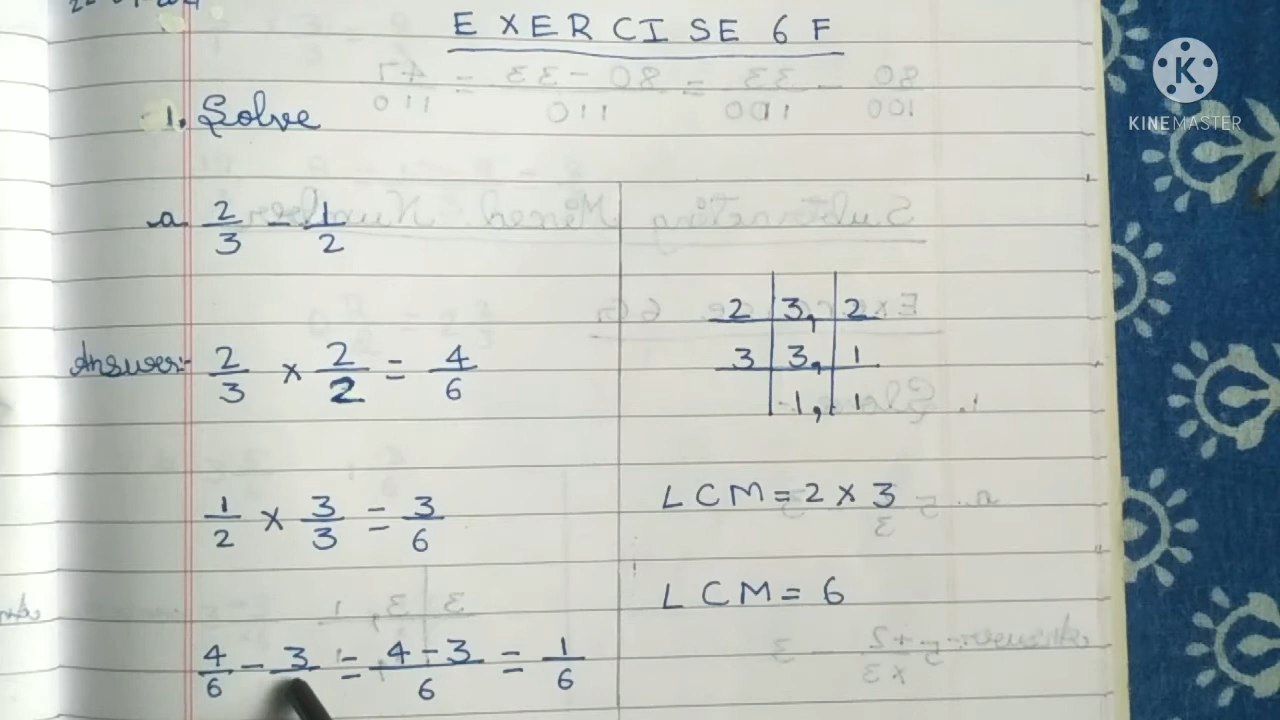 EXERCISE 6F
1. Solve
a. 2/3 - 1/2
Answer:- 2/3 × 2/2 = 4/6
1/2 × 3/3 = 3/6
4/6 - 3/ = 4-3/6 = 1/6
2 | 3, | 2
3 | 3, | 1
1, | 1
LCM = 2 × 3
LCM = 6
K
KINEMASTER